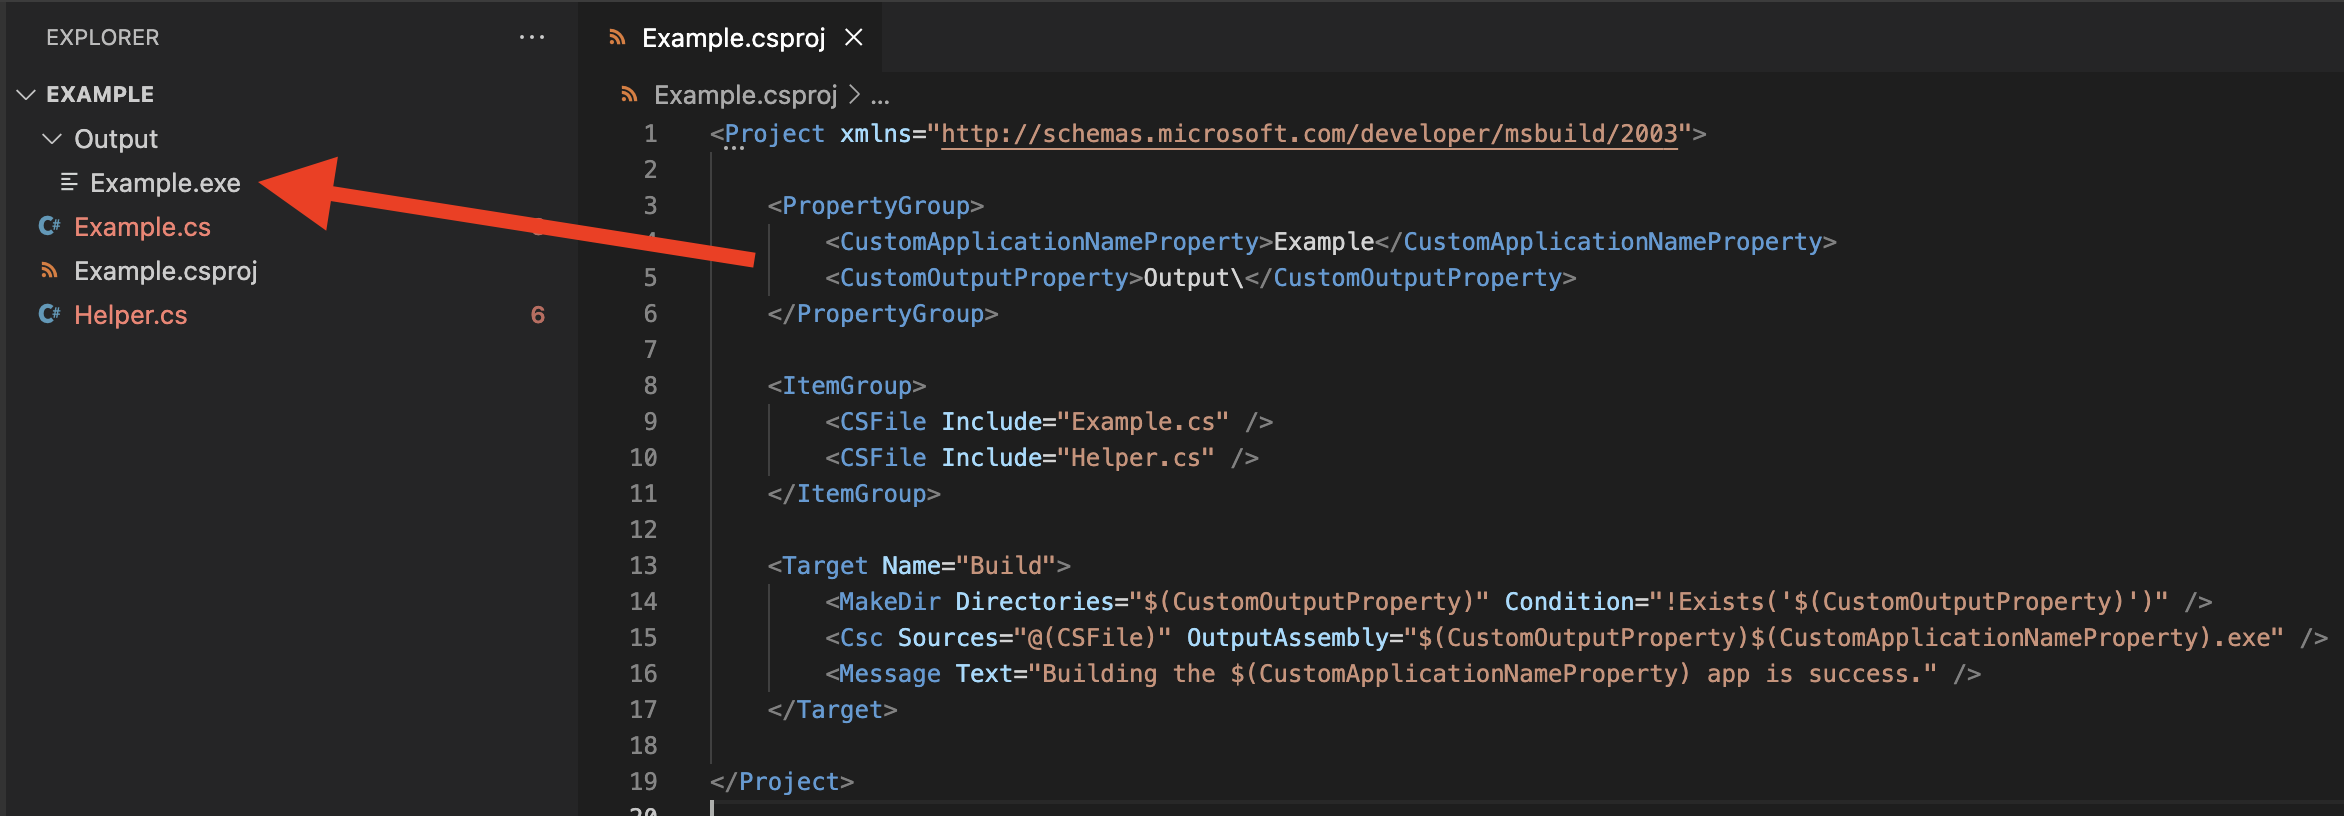 EXPLORER ...
EXAMPLE
Output
Example.exe
C# Example.cs
Example.csproj
C# Helper.cs 6
Example.csproj
Example.csproj > ...
1 <Project xmlns="http://schemas.microsoft.com/developer/msbuild/2003">
2
3 <PropertyGroup>
<CustomApplicationNameProperty>Example</CustomApplicationNameProperty>
5 <CustomOutputProperty>Output\</CustomOutputProperty>
6 </PropertyGroup>
7
8 <ItemGroup>
9 <CSFile Include="Example.cs" />
10 <CSFile Include="Helper.cs" />
11 </ItemGroup>
12
13 <Target Name="Build">
14 <MakeDir Directories="$(CustomOutputProperty)" Condition="!Exists('$(CustomOutputProperty)')" />
15 <Csc Sources="@(CSFile)" OutputAssembly="$(CustomOutputProperty)$(CustomApplicationNameProperty).exe" />
16 <Message Text="Building the $(CustomApplicationNameProperty) app is success." />
17 </Target>
18
19 </Project>
20